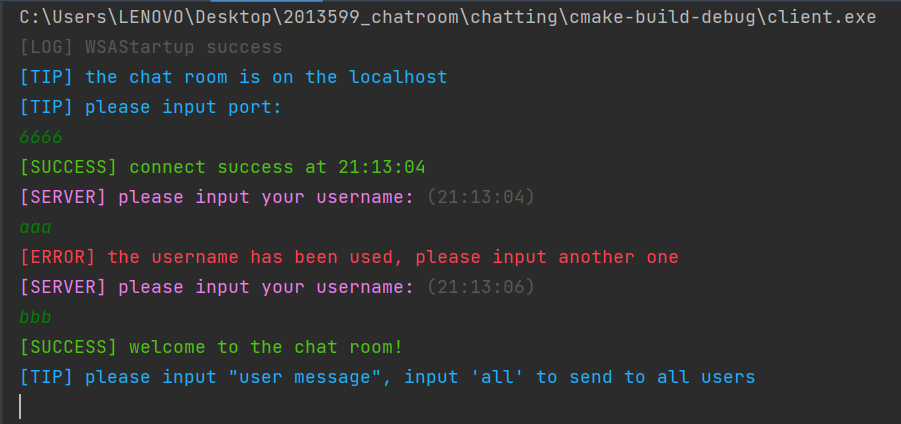 C:\Users\LENOVO\Desktop\2013599_chatroom\chatting\cmake-build-debug\client.exe
[LOG] WSAStartup success
[TIP] the chat room is on the localhost
[TIP] please input port:
6666
[SUCCESS] connect success at 21:13:04
[SERVER] please input your username: (21:13:04)
aaa
[ERROR] the username has been used, please input another one
[SERVER] please input your username: (21:13:06)
bbb
[SUCCESS] welcome to the chat room!
[TIP] please input "user message", input 'all' to send to all users